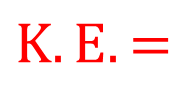 K. E. =